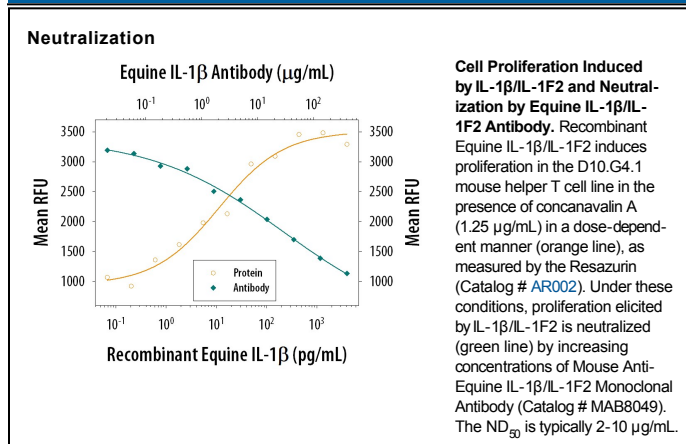 Neutralization
Equine IL-1β Antibody (μg/mL)
10⁻¹ 10⁰ 10¹ 10²
3500 3500
3000 3000
2500 2500
2000 2000
1500 1500
1000 1000
Mean RFU
Mean RFU
Protein
Antibody
10⁻¹ 10⁰ 10¹ 10² 10³
Recombinant Equine IL-1β (pg/mL)
Cell Proliferation Induced
by IL-1β/IL-1F2 and Neutral-
ization by Equine IL-1β/IL-
1F2 Antibody. Recombinant
Equine IL-1β/IL-1F2 induces
proliferation in the D10.G4.1
mouse helper T cell line in the
presence of concanavalin A
(1.25 μg/mL) in a dose-depend-
ent manner (orange line), as
measured by the Resazurin
(Catalog # AR002). Under these
conditions, proliferation elicited
by IL-1β/IL-1F2 is neutralized
(green line) by increasing
concentrations of Mouse Anti-
Equine IL-1β/IL-1F2 Monoclonal
Antibody (Catalog # MAB8049).
The ND₅₀ is typically 2-10 μg/mL.